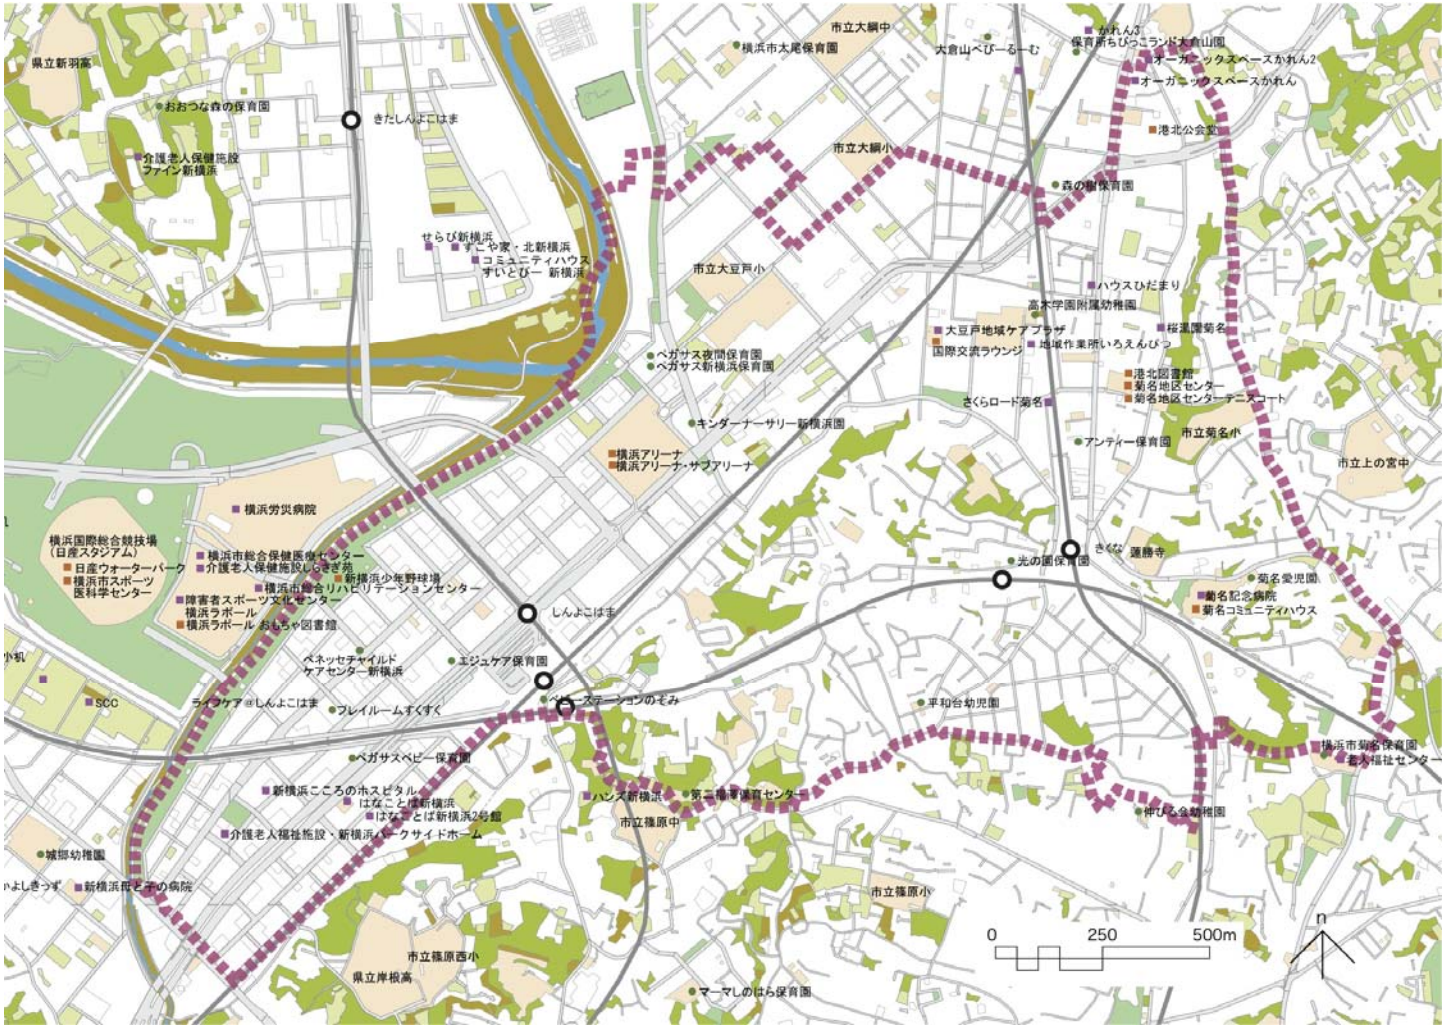 市立大綱中
かれん3
横浜市太尾保育園
大倉山べびーるーむ
保育所ちびっこランド大倉山園
県立新羽高
オーガニックスペースかれん2
オーガニックスペースかれん
おおつな森の保育園
きたしんよこはま
港北公会堂
市立大綱小
介護老人保健施設
ファイン新横浜
森の樹保育園
せらび新横浜
すこや家・北新横浜
コミュニティハウス
すいとぴー 新横浜
市立大豆戸小
ハウスひだまり
高木学園附属幼稚園
大豆戸地域ケアプラザ
桜湯園菊名
国際交流ラウンジ
地域作業所いろえんぴつ
ペガサス夜間保育園
ペガサス新横浜保育園
港北図書館
菊名地区センター
菊名地区センターテニスコート
さくらロード菊名
キンダーナーサリー新横浜園
市立菊名小
アンティー保育園
横浜アリーナ
横浜アリーナ・サブアリーナ
市立上の宮中
横浜労災病院
横浜国際総合競技場
(日産スタジアム)
横浜市総合保健医療センター
きくな
蓮勝寺
日産ウォーターパーク
介護老人保健施設しらさぎ苑
光の園保育園
横浜市スポーツ
医科学センター
新横浜少年野球場
横浜市総合リハビリテーションセンター
菊名愛児園
障害者スポーツ文化センター
横浜ラポール
菊名記念病院
菊名コミュニティハウス
しんよこはま
横浜ラポール おもちゃ図書館
小机
ベネッセチャイルド
ケアセンター新横浜
エジュケア保育園
SCC
ライフケア@しんよこはま
プレイルームすくすく
ベビーステーションのぞみ
平和台幼児園
横浜市菊名保育園
老人福祉センター
ペガサスベビー保育園
新横浜こころのホスピタル
はなことば新横浜
ハンズ新横浜
第二福澤保育センター
はなことば新横浜2号館
伸びる会幼稚園
介護老人福祉施設・新横浜パークサイドホーム
市立篠原中
城郷幼稚園
かよしきっず
新横浜母と子の病院
市立篠原小
n
0 250 500m
市立篠原西小
県立岸根高
マーマしのはら保育園